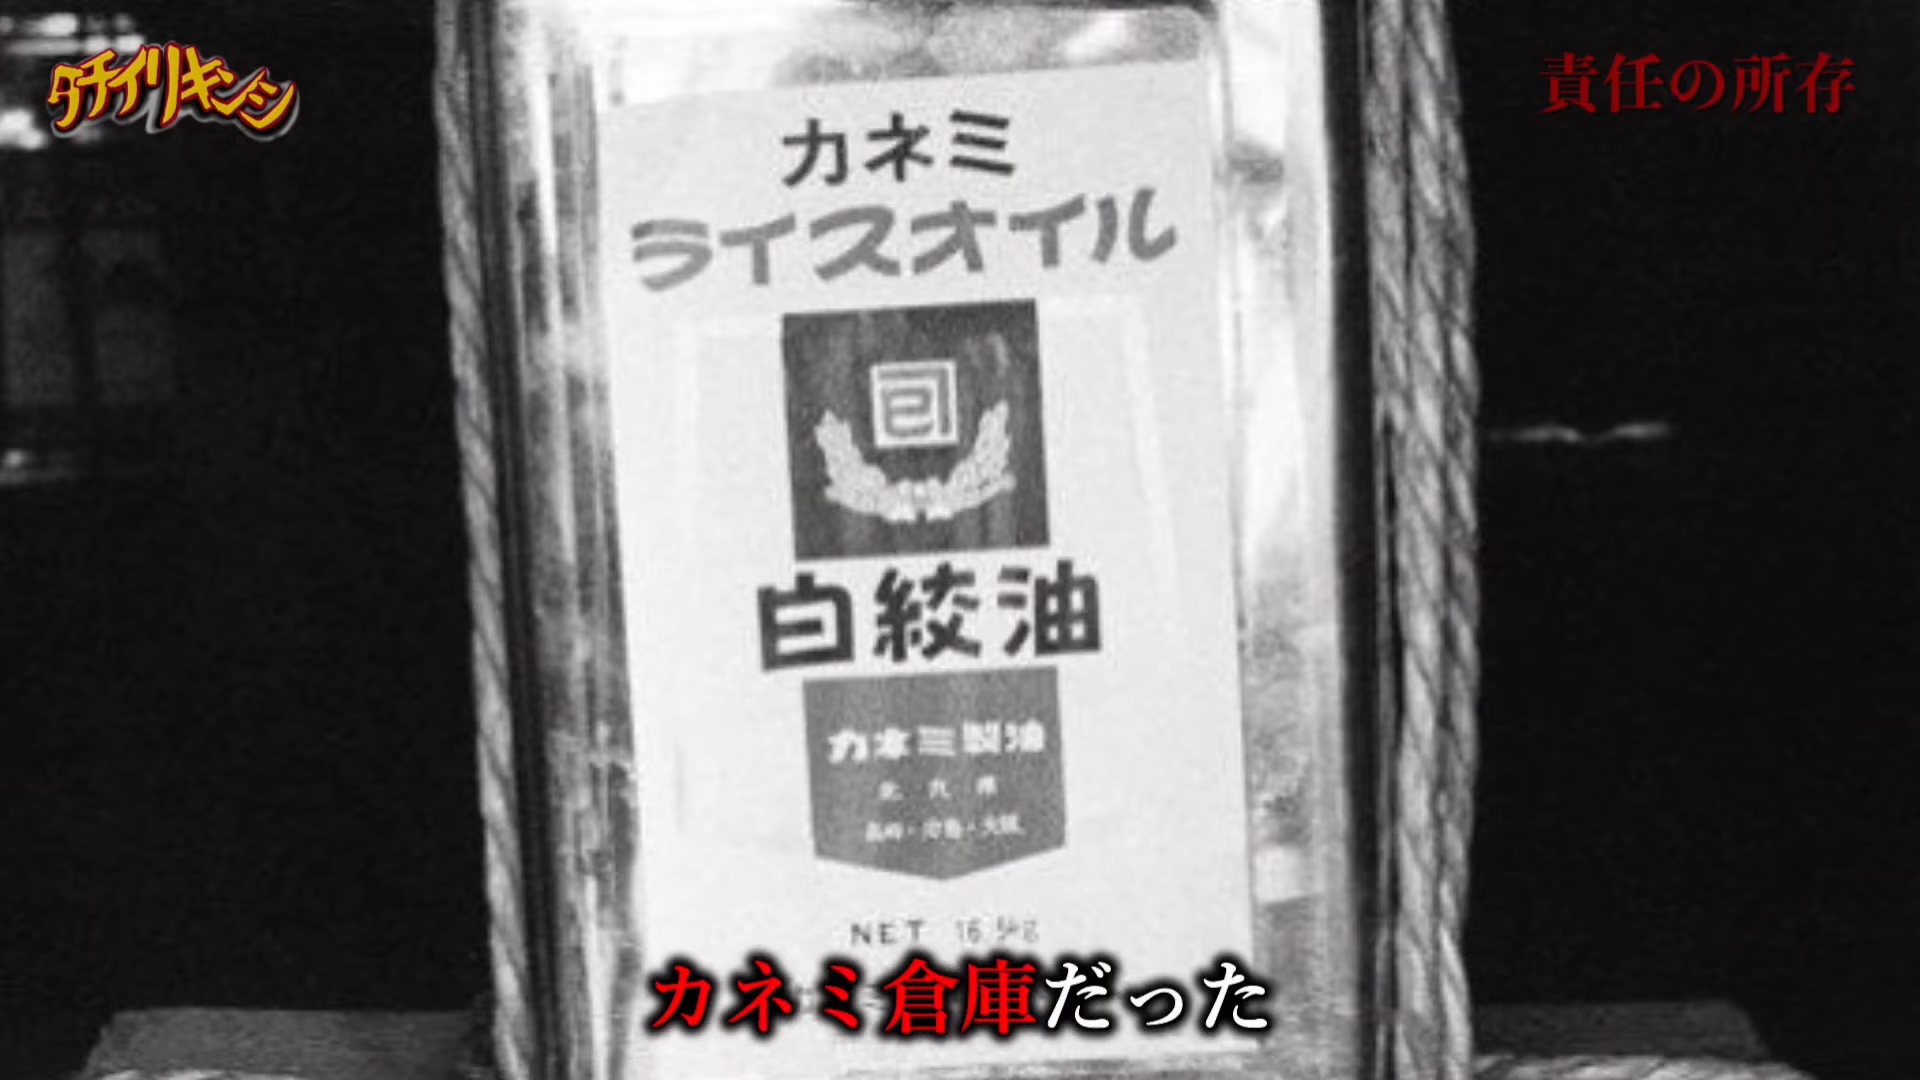 タチイリキンシ
責任の所存
カネミ
ライスオイル
白絞油
カネミ製油
NET 16.5kg
カネミ倉庫だった